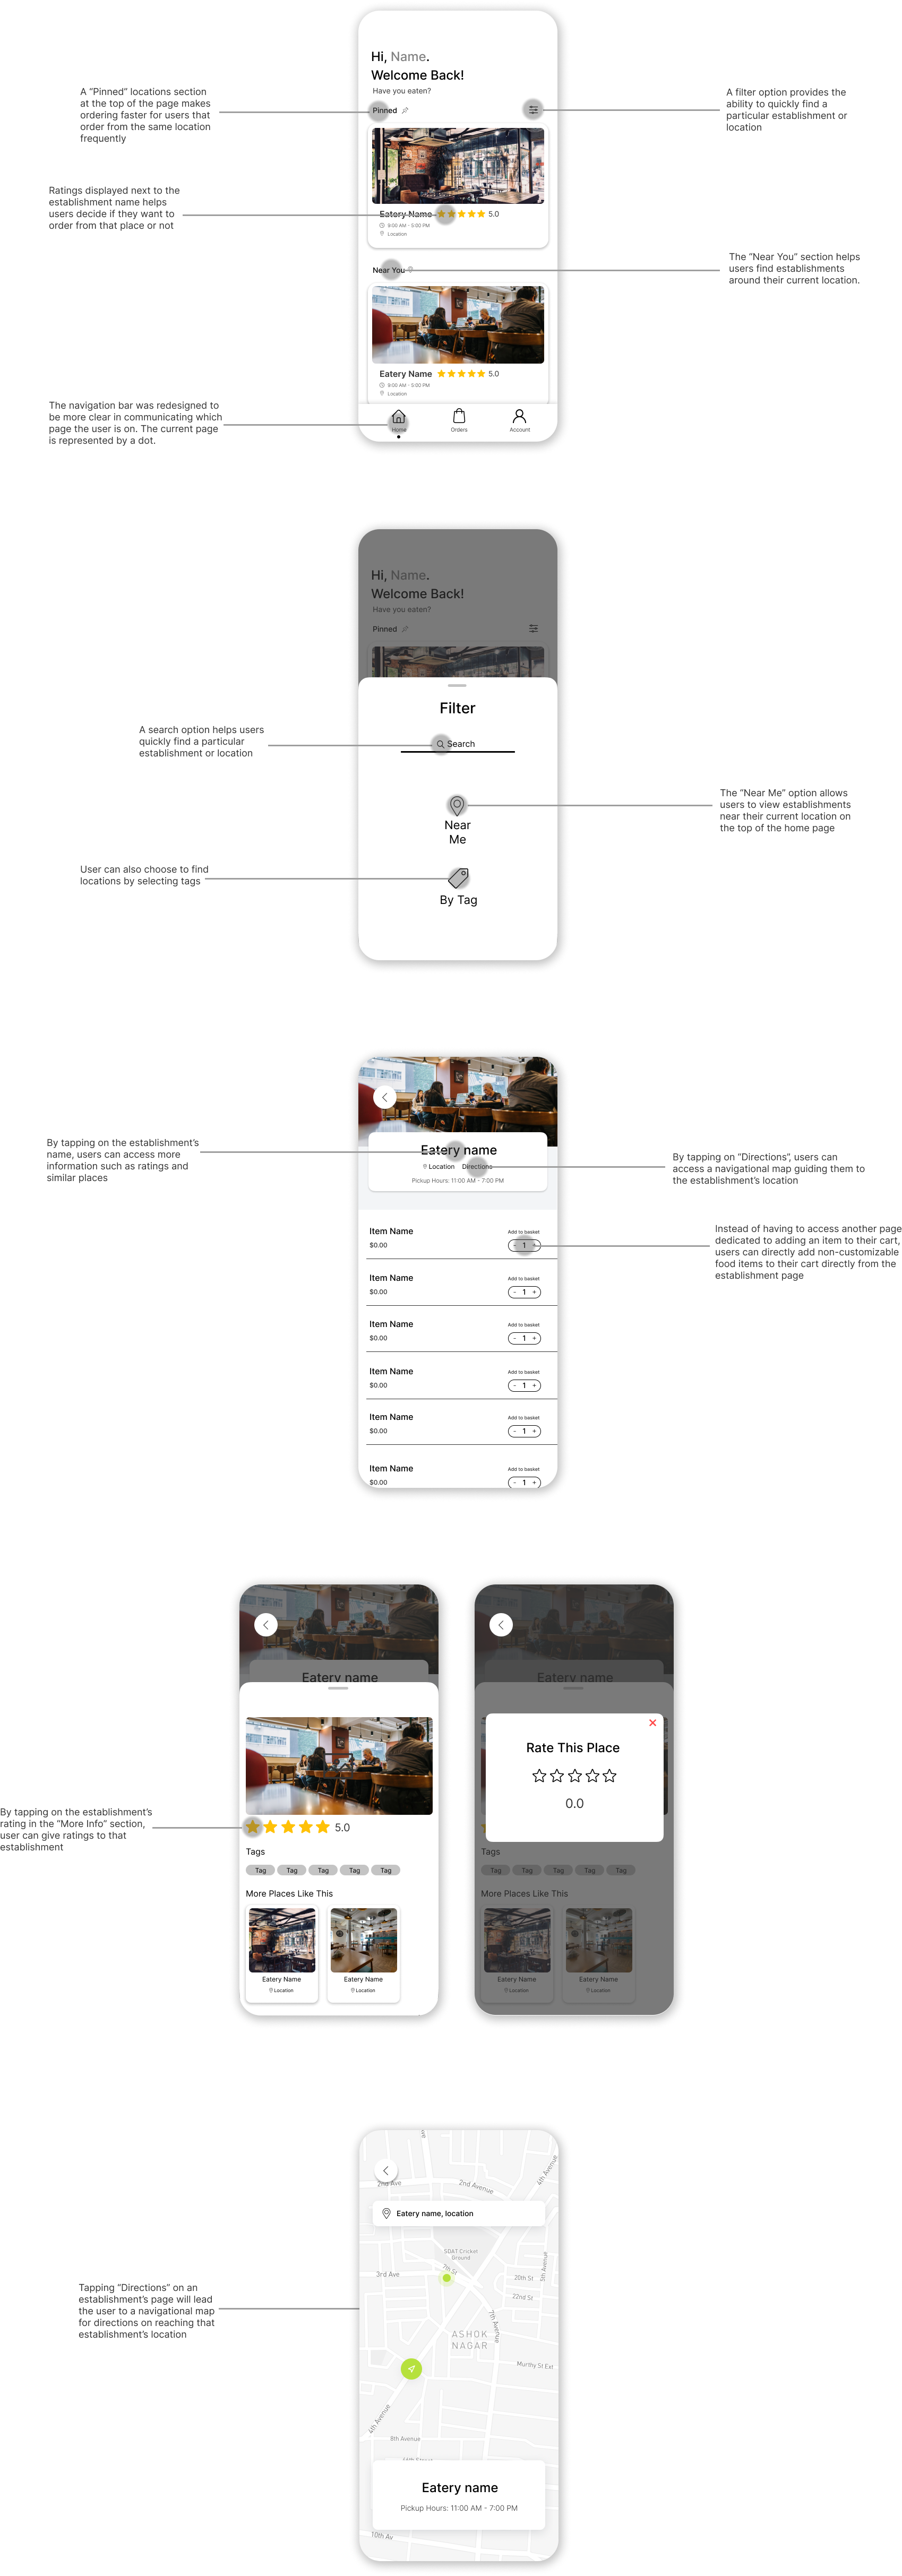 Hi, Name.
Welcome Back!
Have you eaten?
Pinned
A “Pinned” locations section
at the top of the page makes
ordering faster for users that
order from the same location
frequently
A filter option provides the
ability to quickly find a
particular establishment or
location
Ratings displayed next to the
establishment name helps
users decide if they want to
order from that place or not
Eatery Name 5.0
9:00 AM - 5:00 PM
Location
Near You
The “Near You” section helps
users find establishments
around their current location.
Eatery Name 5.0
9:00 AM - 5:00 PM
Location
The navigation bar was redesigned to
be more clear in communicating which
page the user is on. The current page
is represented by a dot.
Home Orders Account
Hi, Name.
Welcome Back!
Have you eaten?
Pinned
Filter
Search
A search option helps users
quickly find a particular
establishment or location
Near
Me
The “Near Me” option allows
users to view establishments
near their current location on
the top of the home page
User can also choose to find
locations by selecting tags
By Tag
By tapping on the establishment’s
name, users can access more
information such as ratings and
similar places
Eatery name
Location Directions
Pickup Hours: 11:00 AM - 7:00 PM
By tapping on “Directions”, users can
access a navigational map guiding them to
the establishment’s location
Item Name
$0.00
Add to basket
- 1 +
Instead of having to access another page
dedicated to adding an item to their cart,
users can directly add non-customizable
food items to their cart directly from the
establishment page
Item Name
$0.00
Add to basket
- 1 +
Item Name
$0.00
Add to basket
- 1 +
Item Name
$0.00
Add to basket
- 1 +
Item Name
$0.00
Add to basket
- 1 +
Item Name
$0.00
Add to basket
- 1 +
Eatery name
5.0
By tapping on the establishment’s
rating in the “More Info” section,
user can give ratings to that
establishment
Tags
Tag Tag Tag Tag Tag
More Places Like This
Eatery Name
Location
Eatery Name
Location
Eatery name
Rate This Place
0.0
Tags
Tag Tag Tag Tag Tag
More Places Like This
Eatery Name
Location
Eatery Name
Location
2nd Ave
2nd Avenue
4th Avenue
Eatery name, location
SDAT Cricket
Ground
7th St
3rd Ave
20th St
5th Avenue
22nd St
7th Avenue
ASHOK
NAGAR
Murthy St Ext
4th Avenue
8th Avenue
Tapping “Directions” on an
establishment’s page will lead
the user to a navigational map
for directions on reaching that
establishment’s location
Eatery name
Pickup Hours: 11:00 AM - 7:00 PM
10th Av